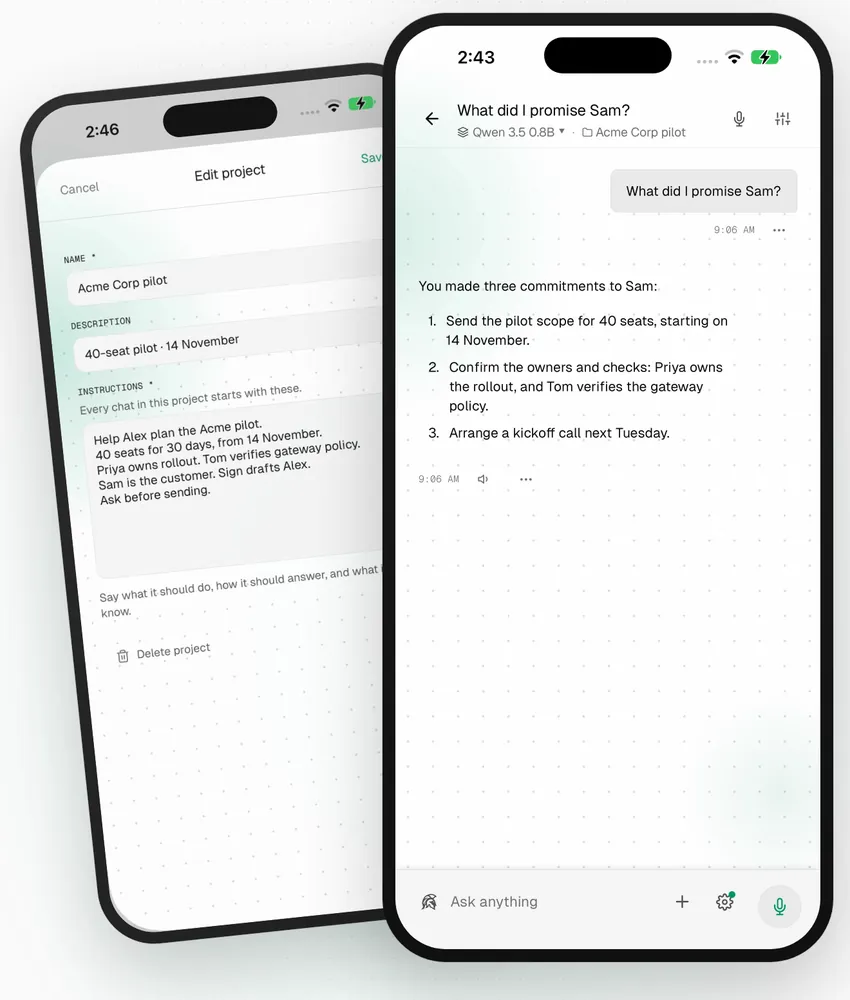 2:46
Cancel
Edit project
NAME *
Acme Corp pilot
DESCRIPTION
40-seat pilot · 14 November
INSTRUCTIONS *
Every chat in this project starts with these.
Help Alex plan the Acme pilot.
40 seats for 30 days, from 14 November.
Priya owns rollout. Tom verifies gateway policy.
Sam is the customer. Sign drafts Alex.
Ask before sending.
Say what it should do, how it should answer, and what
know.
Delete project
2:43
What did I promise Sam?
Qwen 3.5 0.8B · Acme Corp pilot
What did I promise Sam?
9:06 AM
You made three commitments to Sam:
1. Send the pilot scope for 40 seats, starting on
14 November.
2. Confirm the owners and checks: Priya owns
the rollout, and Tom verifies the gateway
policy.
3. Arrange a kickoff call next Tuesday.
9:06 AM
Ask anything